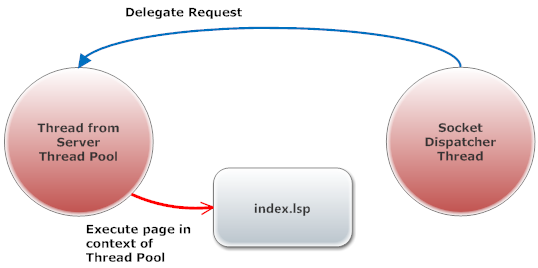 Delegate Request
Thread from
Server
Thread Pool
Socket
Dispatcher
Thread
index.lsp
Execute page in
context of
Thread Pool